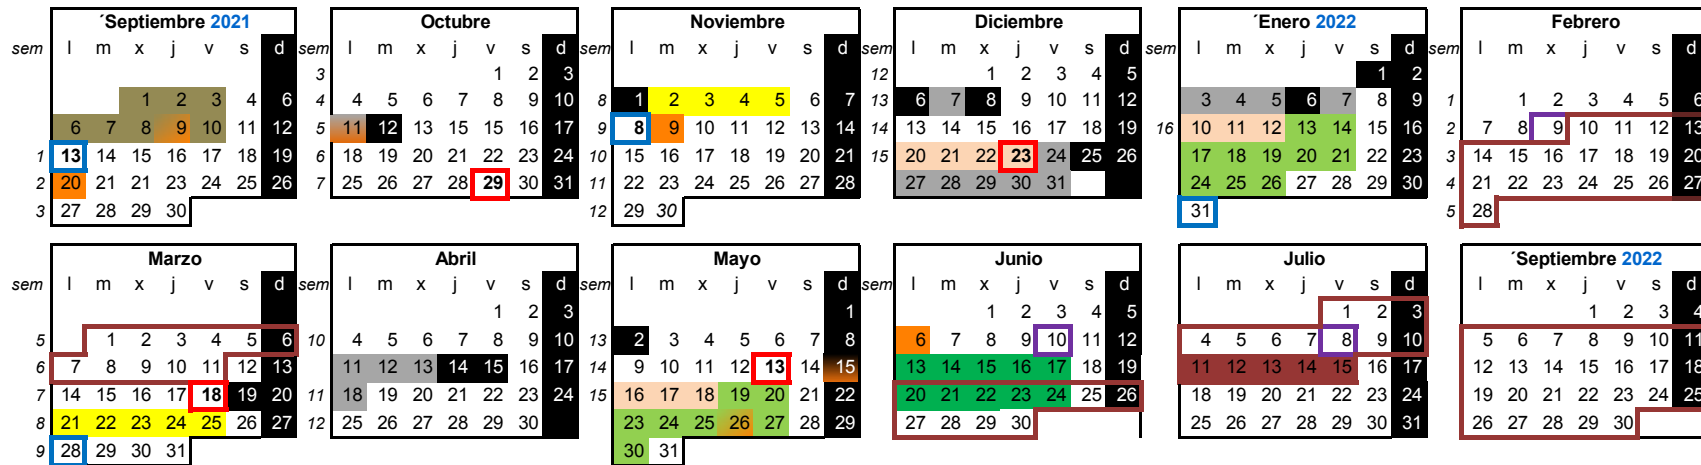 ´Septiembre 2021
sem l m x j v s d
1 2 3 4 6
6 7 8 9 10 11 12
1 13 14 15 16 17 18 19
2 20 21 21 23 24 25 26
3 27 28 29 30
Octubre
sem l m x j v s d
3 1 2 3
4 4 5 6 7 8 9 10
5 11 12 13 14 15 16 17
6 18 19 20 21 22 23 24
7 25 26 27 28 29 30 31
Noviembre
sem l m x j v s d
8 1 2 3 4 5 6 7
9 8 9 10 11 12 13 14
10 15 16 17 18 19 20 21
11 22 23 24 25 26 27 28
12 29 30
Diciembre
sem l m x j v s d
12 1 2 3 4 5
13 6 7 8 9 10 11 12
14 13 14 15 16 17 18 19
15 20 21 22 23 24 25 26
27 28 29 30 31
´Enero 2022
sem l m x j v s d
1 2
3 4 5 6 7 8 9
16 10 11 12 13 14 15 16
17 18 19 20 21 22 23
24 25 26 27 28 29 30
31
Febrero
sem l m x j v s d
1 1 2 3 4 5 6
2 7 8 9 10 11 12 13
3 14 15 16 17 18 19 20
4 21 22 23 24 25 26 27
5 28
Marzo
sem l m x j v s d
5 1 2 3 4 5 6
6 7 8 9 10 11 12 13
7 14 15 16 17 18 19 20
8 21 22 23 24 25 26 27
9 28 29 30 31
Abril
sem l m x j v s d
1 2 3
10 4 5 6 7 8 9 10
11 12 13 14 15 16 17
11 18 19 20 21 22 23 24
12 25 26 27 28 29 30
Mayo
sem l m x j v s d
1
13 2 3 4 5 6 7 8
14 9 10 11 12 13 14 15
15 16 17 18 19 20 21 22
23 24 25 26 27 28 29
30 31
Junio
sem l m x j v s d
1 2 3 4 5
6 7 8 9 10 11 12
13 14 15 16 17 18 19
20 21 22 23 24 25 26
27 28 29 30
Julio
l m x j v s d
1 2 3
4 5 6 7 8 9 10
11 12 13 14 15 16 17
18 19 20 21 22 23 24
25 26 27 28 29 30 31
´Septiembre 2022
l m x j v s d
1 2 3 4
5 6 7 8 9 10 11
12 13 14 15 16 17 18
19 20 21 22 23 24 25
26 27 28 29 30